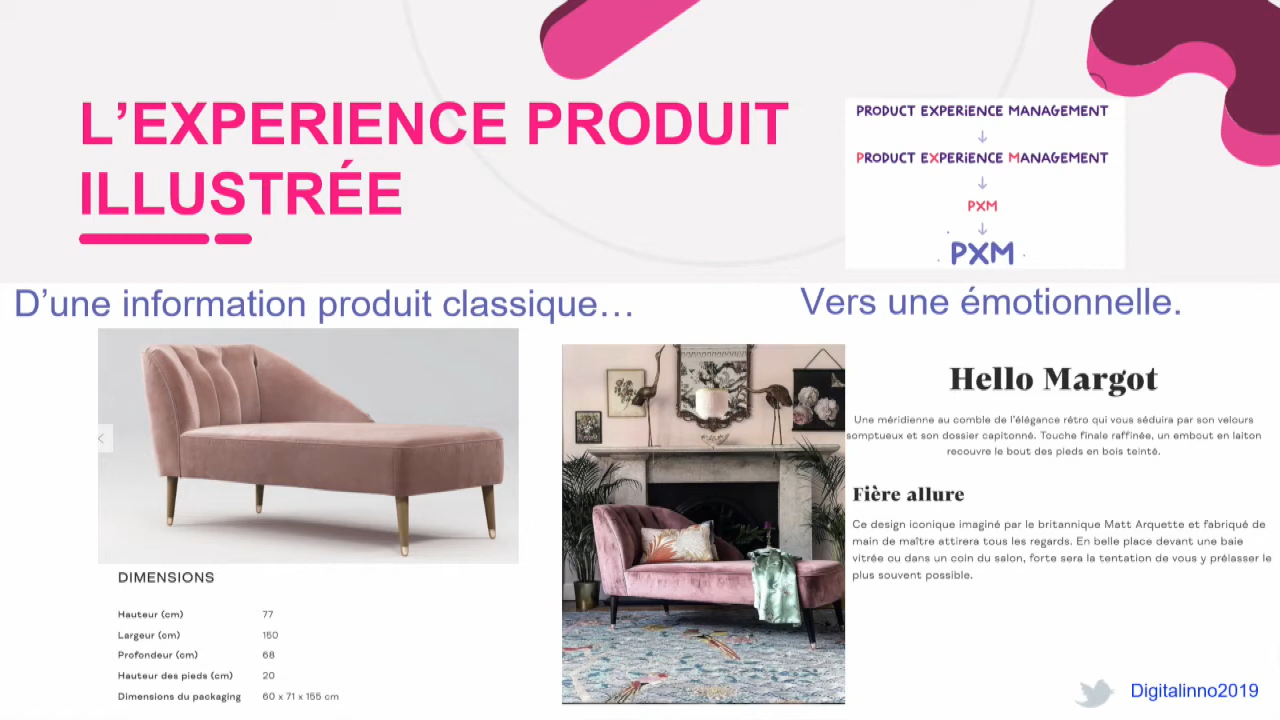 L’EXPERIENCE PRODUIT
ILLUSTRÉE
PRODUCT EXPERiENCE MANAGEMENT
PRODUCT EXPERiENCE MANAGEMENT
PXM
PXM
D’une information produit classique…
Vers une émotionnelle.
DIMENSIONS
Hauteur (cm) 77
Largeur (cm) 150
Profondeur (cm) 68
Hauteur des pieds (cm) 20
Dimensions du packaging 60 x 71 x 155 cm
Hello Margot
Une méridienne au comble de l'élégance rétro qui vous séduira par son velours
somptueux et son dossier capitonné. Touche finale raffinée, un embout en laiton
recouvre le bout des pieds en bois teinté.
Fière allure
Ce design iconique imaginé par le britannique Matt Arquette et fabriqué de
main de maître attirera tous les regards. En belle place devant une baie
vitrée ou dans un coin du salon, forte sera la tentation de vous y prélasser le
plus souvent possible.
Digitalinno2019